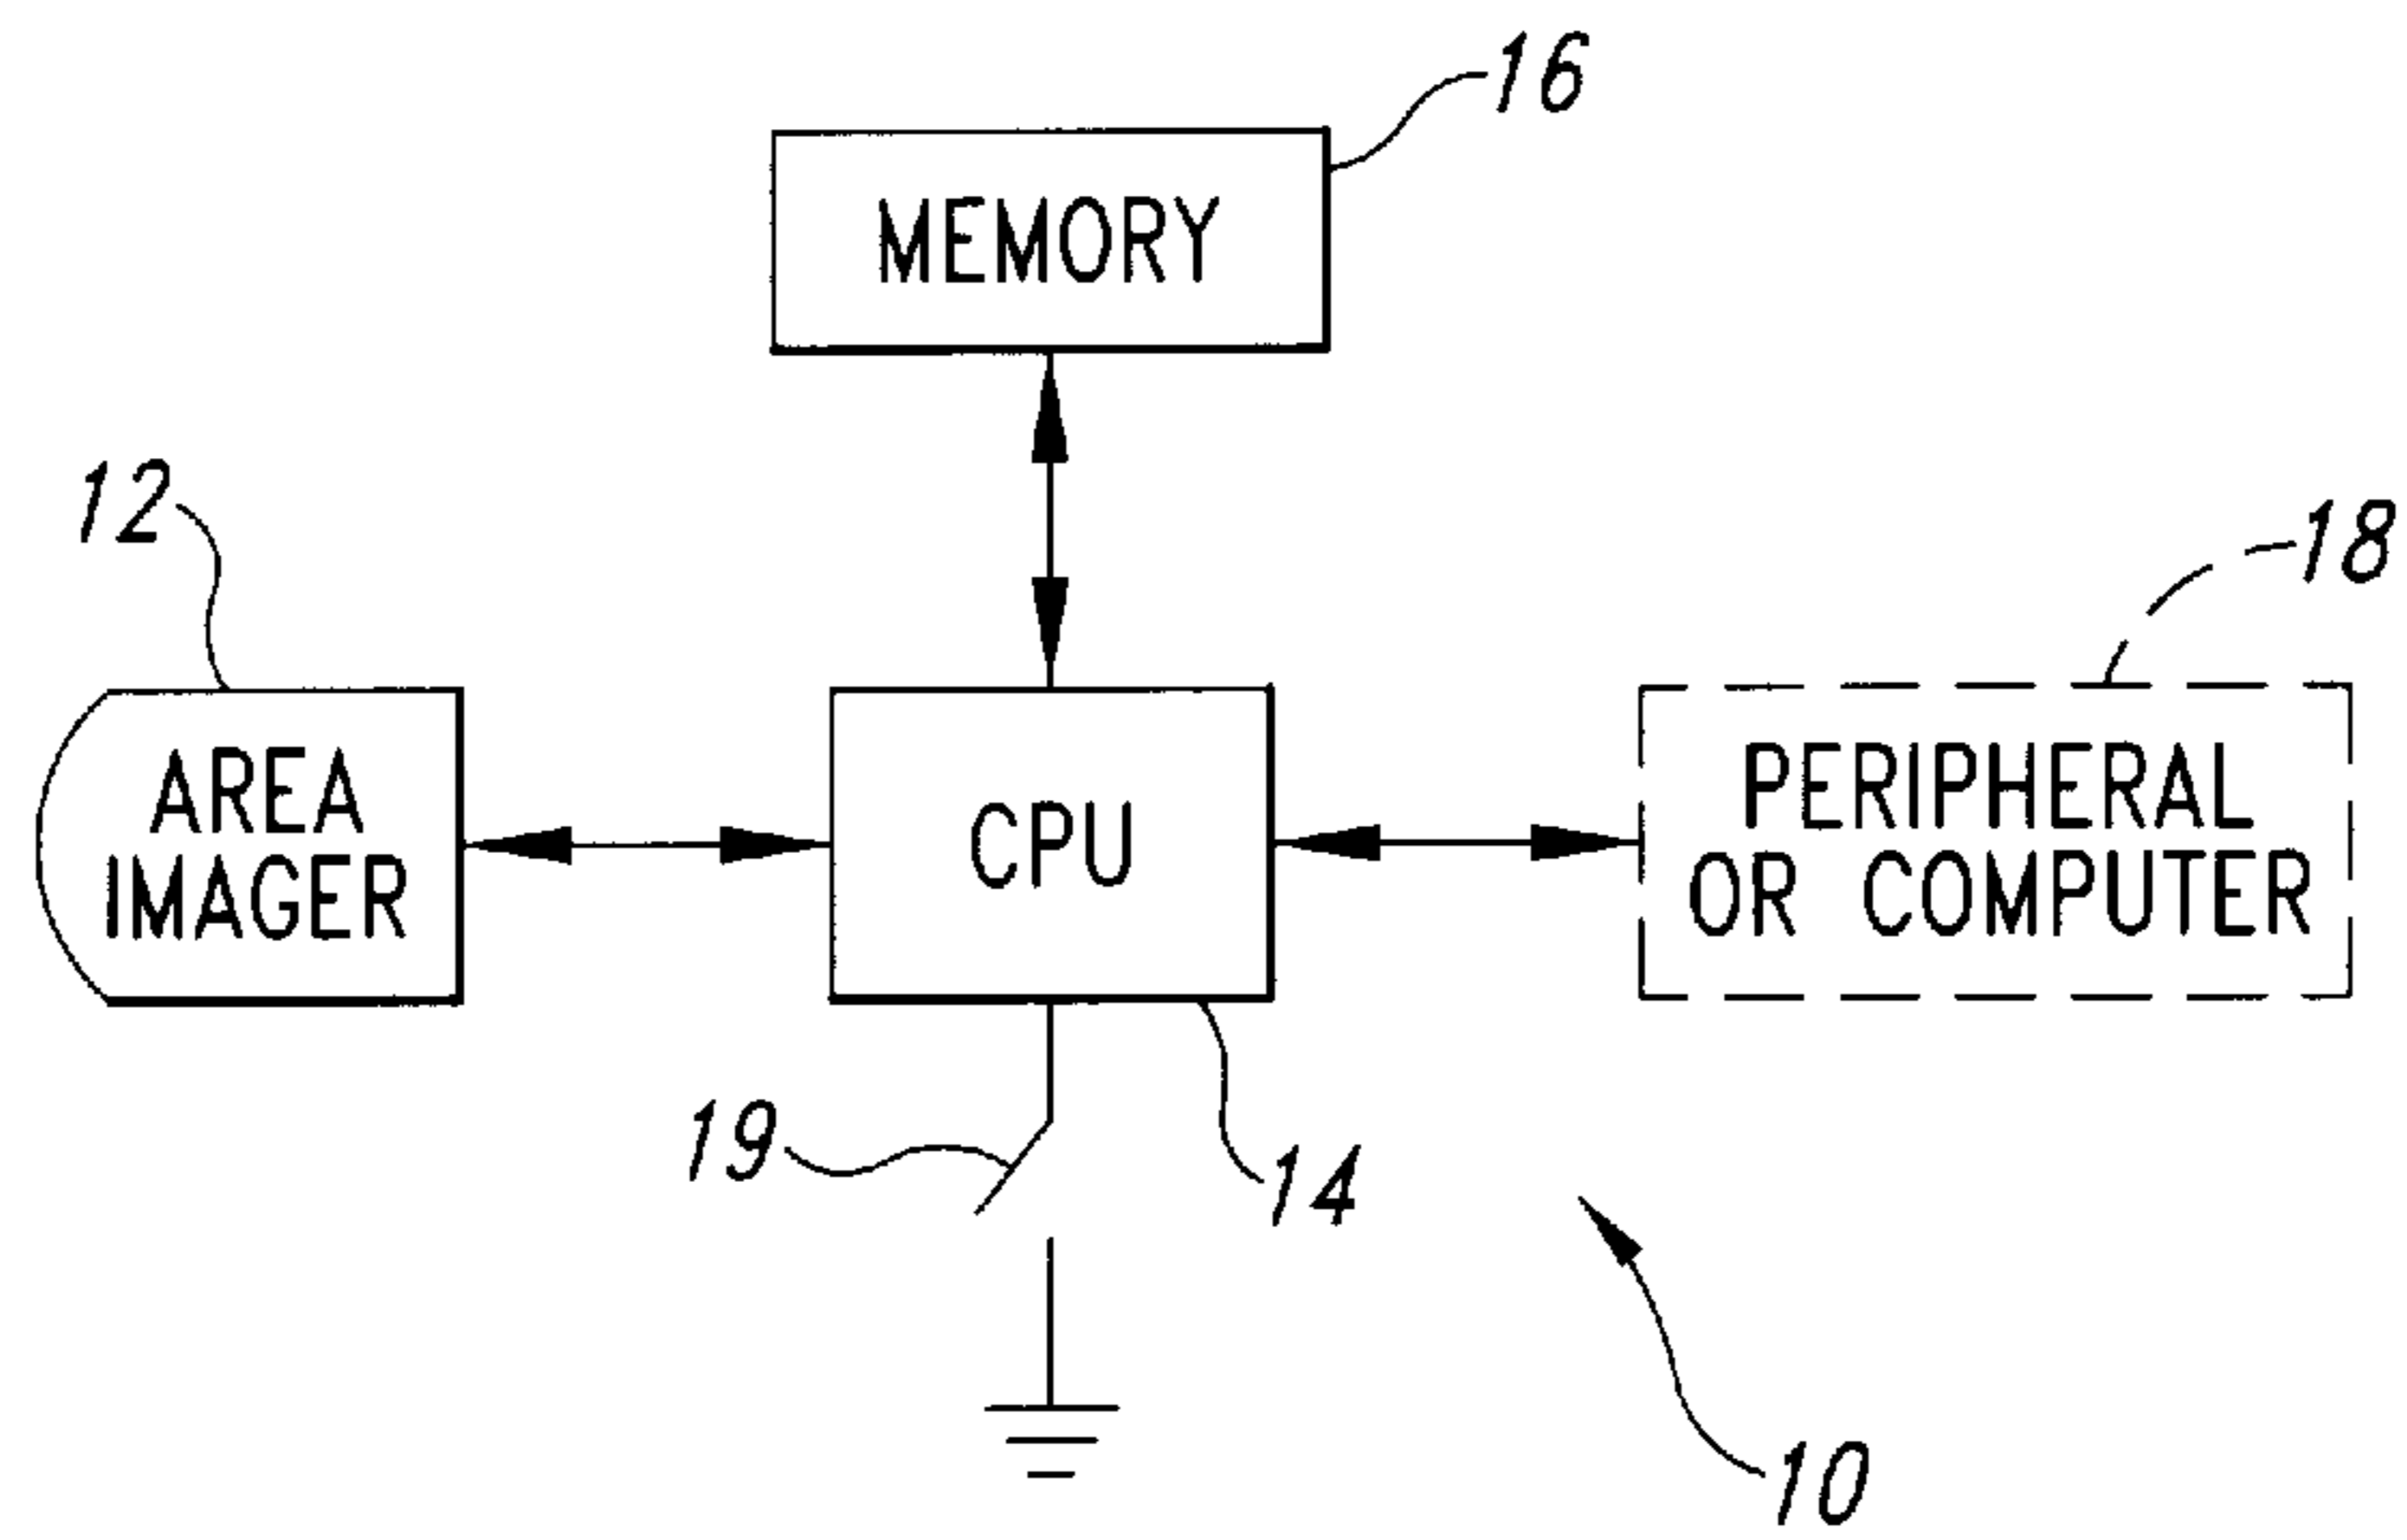 16
MEMORY
12
18
AREA
IMAGER
CPU
PERIPHERAL
OR COMPUTER
19
14
10